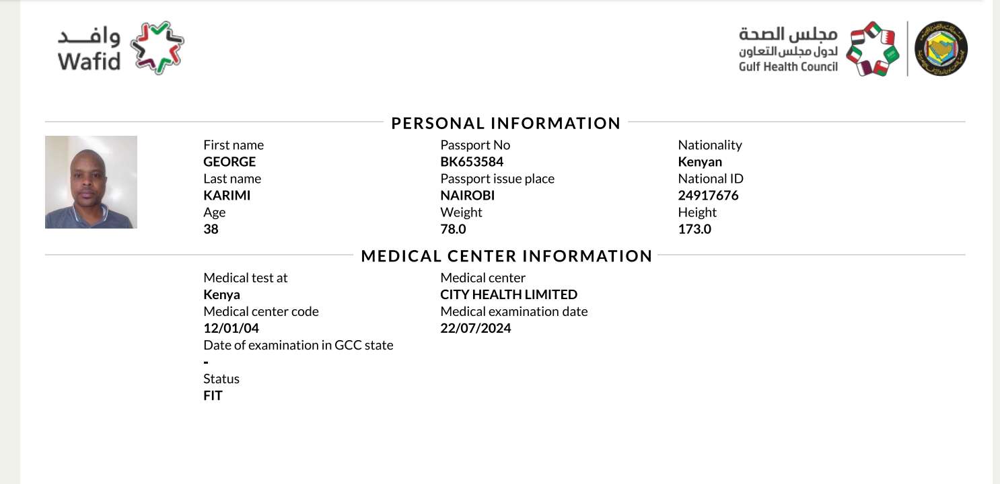 وافد
Wafid
مجلس الصحة
لدول مجلس التعاون
Gulf Health Council
PERSONAL INFORMATION
First name
GEORGE
Last name
KARIMI
Age
38
Passport No
BK653584
Passport issue place
NAIROBI
Weight
78.0
Nationality
Kenyan
National ID
24917676
Height
173.0
MEDICAL CENTER INFORMATION
Medical test at
Kenya
Medical center code
12/01/04
Date of examination in GCC state
-
Status
FIT
Medical center
CITY HEALTH LIMITED
Medical examination date
22/07/2024